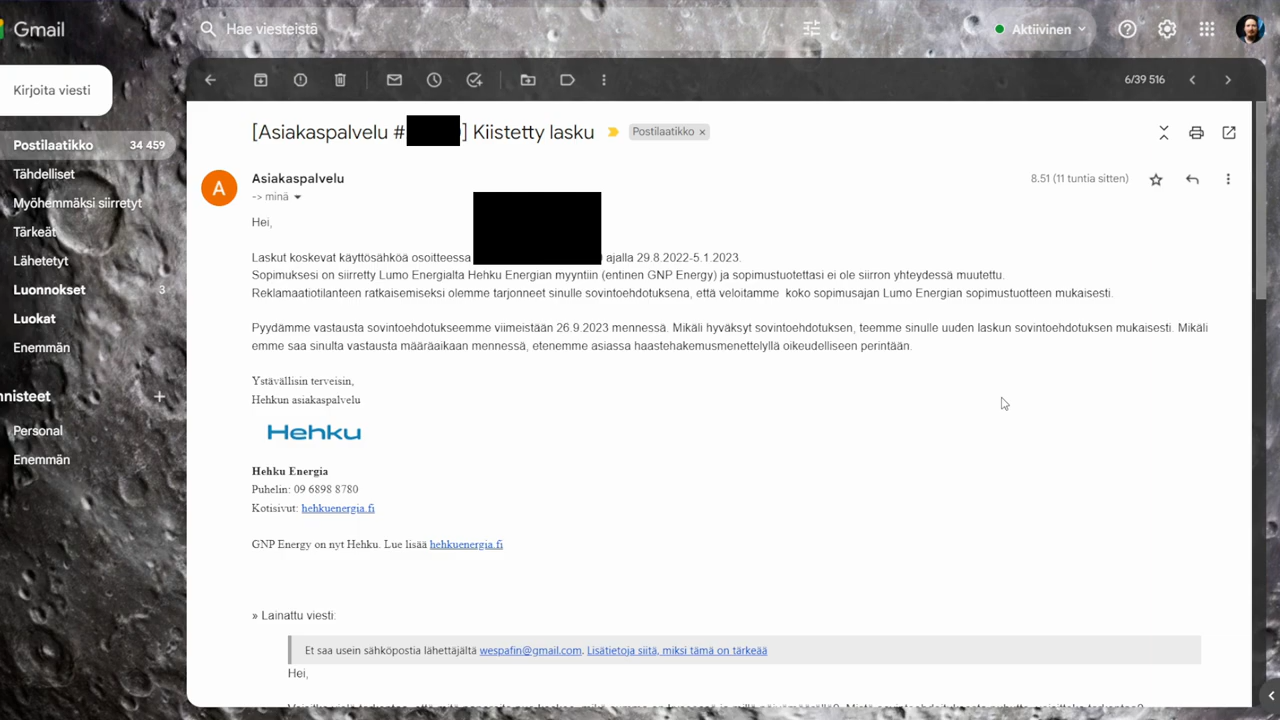 Gmail
Hae viesteistä
Aktiivinen
Kirjoita viesti
6/39 516
Postilaatikko 34 459
Tähdelliset
Myöhemmäksi siirretyt
Tärkeät
Lähetetyt
Luonnokset 3
Luokat
Enemmän
nnisteet +
Personal
Enemmän
[Asiakaspalvelu # ] Kiistetty lasku Postilaatikko ×
A
Asiakaspalvelu
8.51 (11 tuntia sitten)
-> minä
Hei,
Laskut koskevat käyttösähköä osoitteessa ) ajalla 29.8.2022-5.1.2023.
Sopimuksesi on siirretty Lumo Energialta Hehku Energian myyntiin (entinen GNP Energy) ja sopimustuotettasi ei ole siirron yhteydessä muutettu.
Reklamaatiotilanteen ratkaisemiseksi olemme tarjonneet sinulle sovintoehdotuksena, että veloitamme koko sopimusajan Lumo Energian sopimustuotteen mukaisesti.
Pyydämme vastausta sovintoehdotukseemme viimeistään 26.9.2023 mennessä. Mikäli hyväksyt sovintoehdotuksen, teemme sinulle uuden laskun sovintoehdotuksen mukaisesti. Mikäli
emme saa sinulta vastausta määräaikaan mennessä, etenemme asiassa haastehakemusmenettelyllä oikeudelliseen perintään.
Ystävällisin terveisin,
Hehkun asiakaspalvelu
Hehku
Hehku Energia
Puhelin: 09 6898 8780
Kotisivut: hehkuenergia.fi
GNP Energy on nyt Hehku. Lue lisää hehkuenergia.fi
» Lainattu viesti:
Et saa usein sähköpostia lähettäjältä wespafin@gmail.com. Lisätietoja siitä, miksi tämä on tärkeää
Hei,